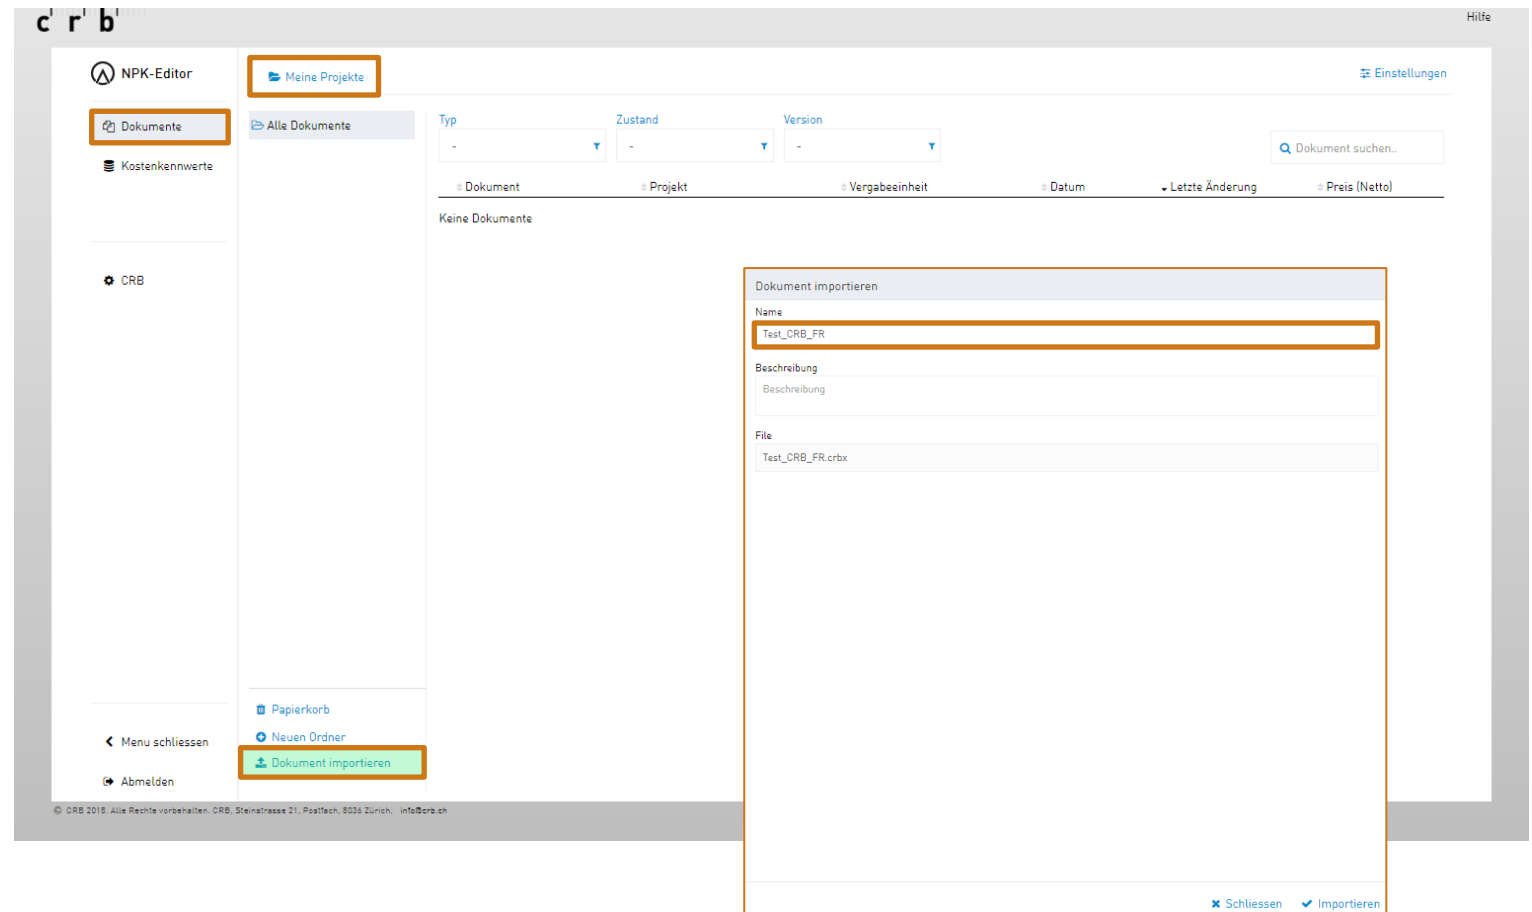 c r b
Hilfe
NPK-Editor
Meine Projekte
Einstellungen
Dokumente
Kostenkennwerte
CRB
Alle Dokumente
Typ Zustand Version
- - -
Dokument suchen..
Dokument Projekt Vergabeeinheit Datum Letzte Änderung Preis (Netto)
Keine Dokumente
Dokument importieren
Name
Test_CRB_FR
Beschreibung
Beschreibung
File
Test_CRB_FR.crbx
Schliessen Importieren
Papierkorb
Neuen Ordner
Dokument importieren
Menu schliessen
Abmelden
© CRB 2018. Alle Rechte vorbehalten. CRB, Steinstrasse 21, Postfach, 8036 Zürich, info@crb.ch